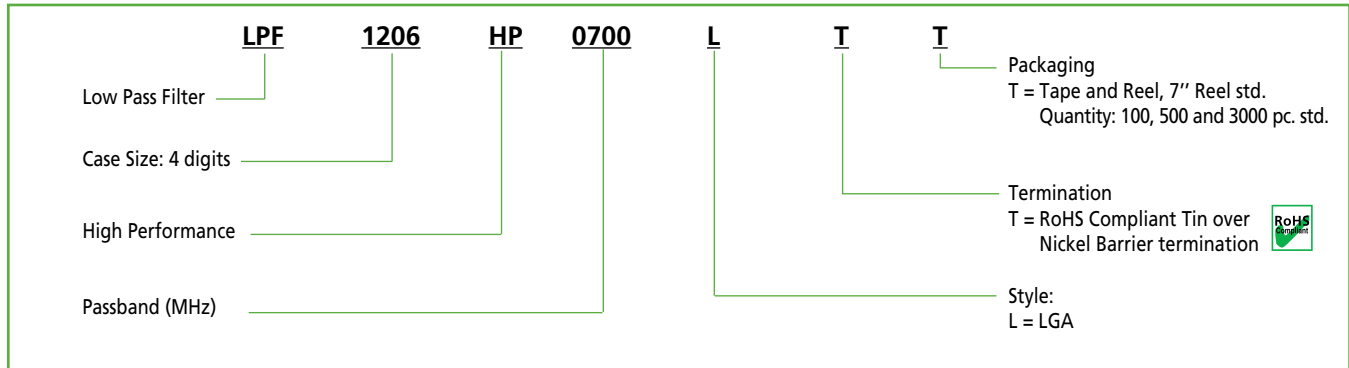 LPF 1206 HP 0700 L T T
Low Pass Filter
Case Size: 4 digits
High Performance
Passband (MHz)
Packaging
T = Tape and Reel, 7’’ Reel std.
Quantity: 100, 500 and 3000 pc. std.
Termination
T = RoHS Compliant Tin over
Nickel Barrier termination
RoHS
Compliant
Style:
L = LGA